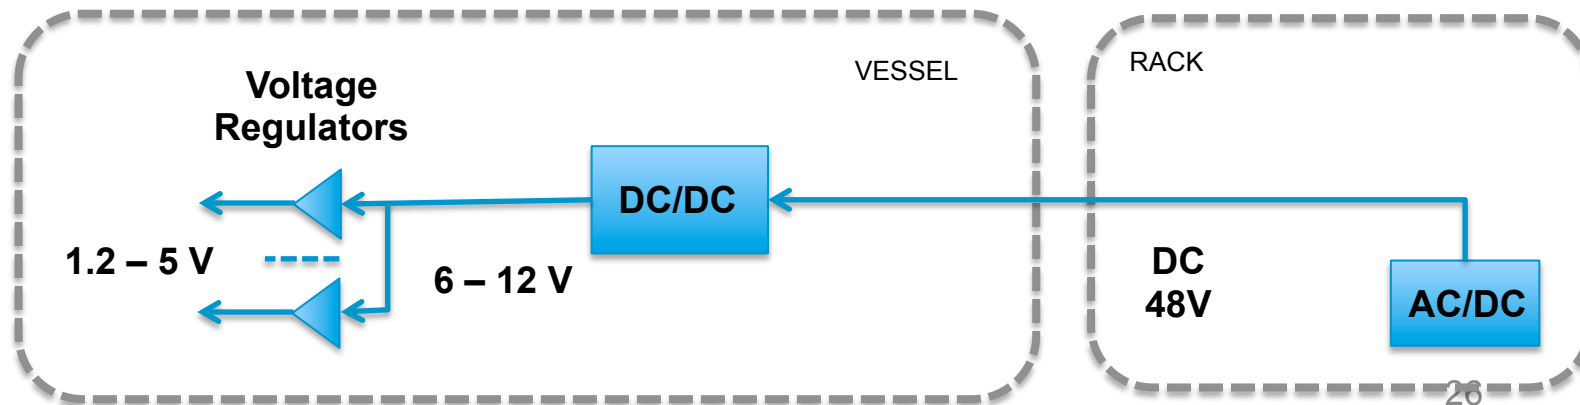 VESSEL
RACK
Voltage
Regulators
DC/DC
1.2 – 5 V
6 – 12 V
DC
48V
AC/DC
26